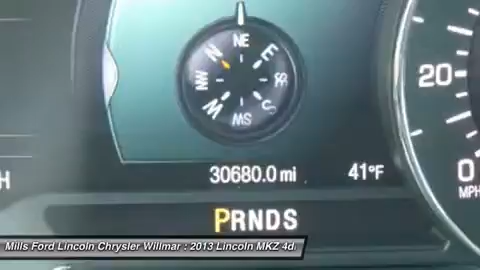 NE
N E
NW SE
W S
SW
20
30680.0 mi 41°F
0
H MPH
PRNDS
Mills Ford Lincoln Chrysler Willmar : 2013 Lincoln MKZ 4d.